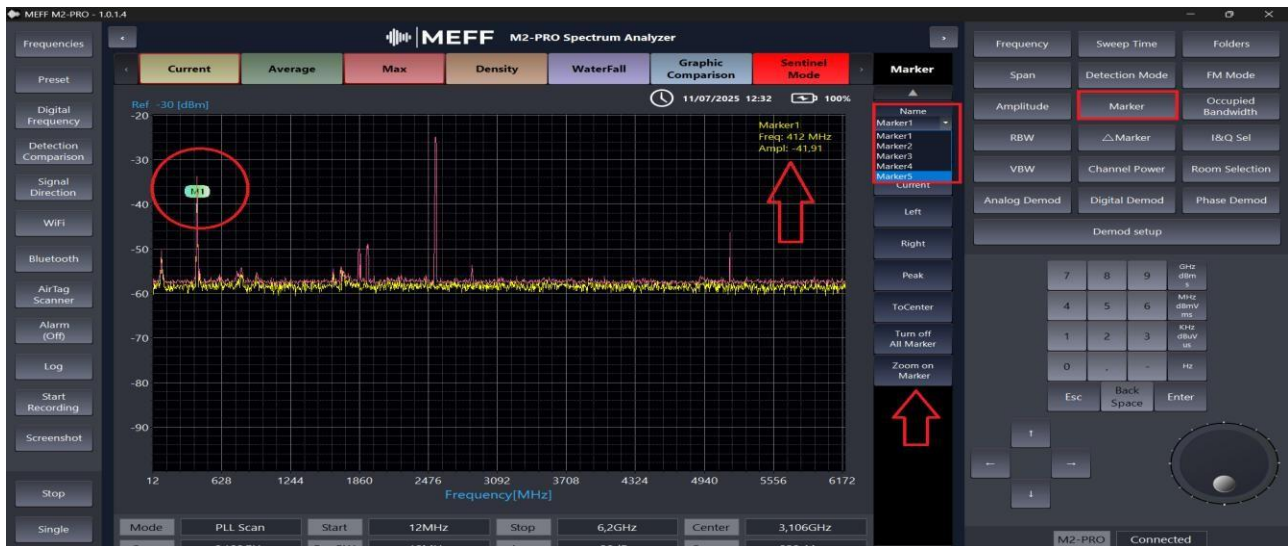 MEFF M2-PRO - 1.0.1.4
Frequencies
Preset
Digital
Frequency
Detection
Comparison
Signal
Direction
WiFi
Bluetooth
AirTag
Scanner
Alarm
(Off)
Log
Start
Recording
Screenshot
Stop
Single
MEFF M2-PRO Spectrum Analyzer
Current
Average
Max
Density
WaterFall
Graphic
Comparison
Sentinel
Mode
Ref -30 [dBm]
11/07/2025 12:32
100%
-20
-30
-40
-50
-60
-70
-80
-90
M1
Marker1
Freq: 412 MHz
Ampl: -41,91
12 628 1244 1860 2476 3092 3708 4324 4940 5556 6172
Frequency[MHz]
Mode PLL Scan Start 12MHz Stop 6,2GHz Center 3,106GHz
Marker
Name
Marker1
Marker1
Marker2
Marker3
Marker4
Marker5
Current
Left
Right
Peak
ToCenter
Turn off
All Marker
Zoom on
Marker
Frequency Sweep Time Folders
Span Detection Mode FM Mode
Amplitude Marker Occupied
Bandwidth
RBW △Marker I&Q Sel
VBW Channel Power Room Selection
Analog Demod Digital Demod Phase Demod
Demod setup
7 8 9 GHz
dBm
s
4 5 6 MHz
dBmV
ms
1 2 3 KHz
dBuV
us
0 . - Hz
Esc Back
Space Enter
↑
← →
↓
M2-PRO Connected